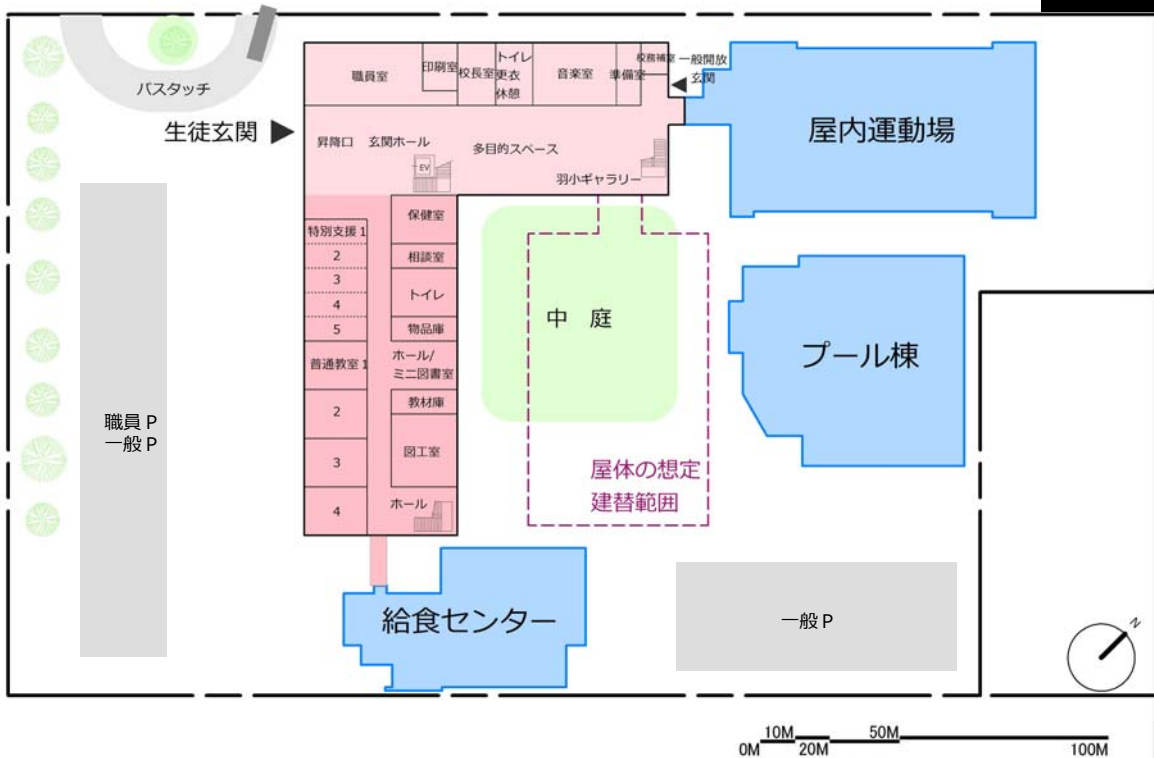 バスタッチ
生徒玄関
職員室
印刷室
校長室
トイレ
更衣
休憩
音楽室
準備室
校務補室
一般開放
玄関
屋内運動場
昇降口
玄関ホール
多目的スペース
EV
羽小ギャラリー
保健室
特別支援 1
2
相談室
3
トイレ
4
5
物品庫
中 庭
プール棟
普通教室 1
ホール/
ミニ図書室
教材庫
2
職員 P
一般 P
図工室
3
屋体の想定
建替範囲
4
ホール
給食センター
一般 P
N
0M
10M
20M
50M
100M